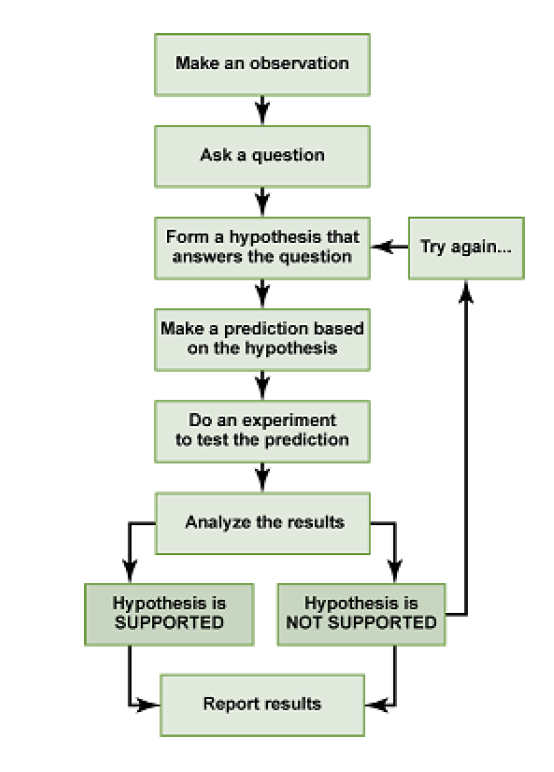 Make an observation
Ask a question
Form a hypothesis that
answers the question
Try again...
Make a prediction based
on the hypothesis
Do an experiment
to test the prediction
Analyze the results
Hypothesis is
SUPPORTED
Hypothesis is
NOT SUPPORTED
Report results